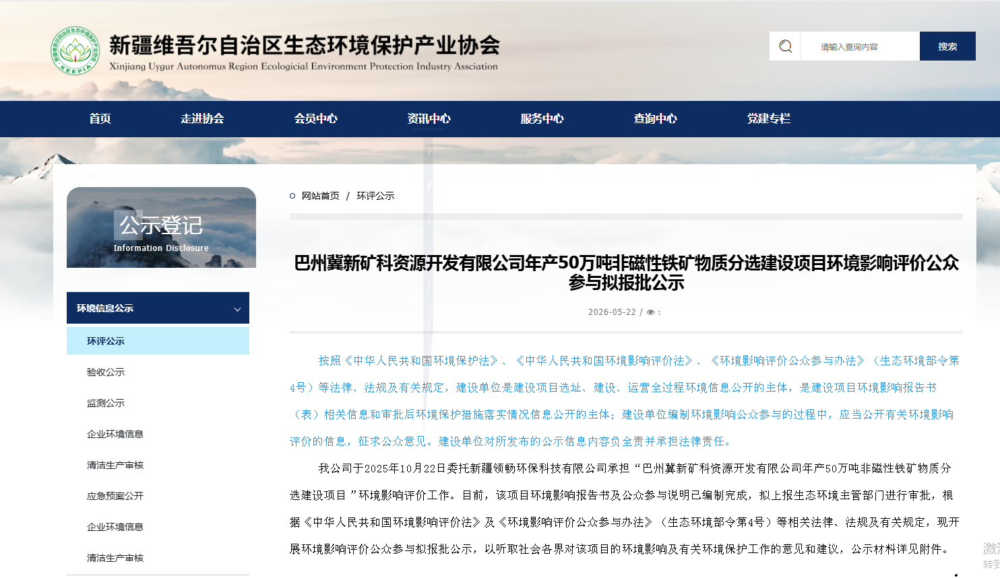 新疆维吾尔自治区生态环境保护产业协会
Xinjiang Uygur Autonomus Region Ecologicial Environment Protection Industry Assciation
XEEPIA
请输入查询内容
搜索
首页
走进协会
会员中心
资讯中心
服务中心
查询中心
党建专栏
公示登记
Information Disclosure
环境信息公示
环评公示
验收公示
监测公示
企业环境信息
清洁生产审核
应急预案公开
企业环境信息
清洁生产审核
网站首页 / 环评公示
巴州冀新矿科资源开发有限公司年产50万吨非磁性铁矿物质分选建设项目环境影响评价公众
参与拟报批公示
2026-05-22 / :
按照《中华人民共和国环境保护法》、《中华人民共和国环境影响评价法》、《环境影响评价公众参与办法》（生态环境部令第
4号）等法律、法规及有关规定，建设单位是建设项目选址、建设、运营全过程环境信息公开的主体，是建设项目环境影响报告书
（表）相关信息和审批后环境保护措施落实情况信息公开的主体；建设单位编制环境影响公众参与的过程中，应当公开有关环境影响
评价的信息，征求公众意见。建设单位对所发布的公示信息内容负全责并承担法律责任。
我公司于2025年10月22日委托新疆领畅环保科技有限公司承担“巴州冀新矿科资源开发有限公司年产50万吨非磁性铁矿物质分
选建设项目”环境影响评价工作。目前，该项目环境影响报告书及公众参与说明已编制完成，拟上报生态环境主管部门进行审批，根
据《中华人民共和国环境影响评价法》及《环境影响评价公众参与办法》（生态环境部令第4号）等相关法律、法规及有关规定，现开
展环境影响评价公众参与拟报批公示，以听取社会各界对该项目的环境影响及有关环境保护工作的意见和建议，公示材料详见附件。
激
转到